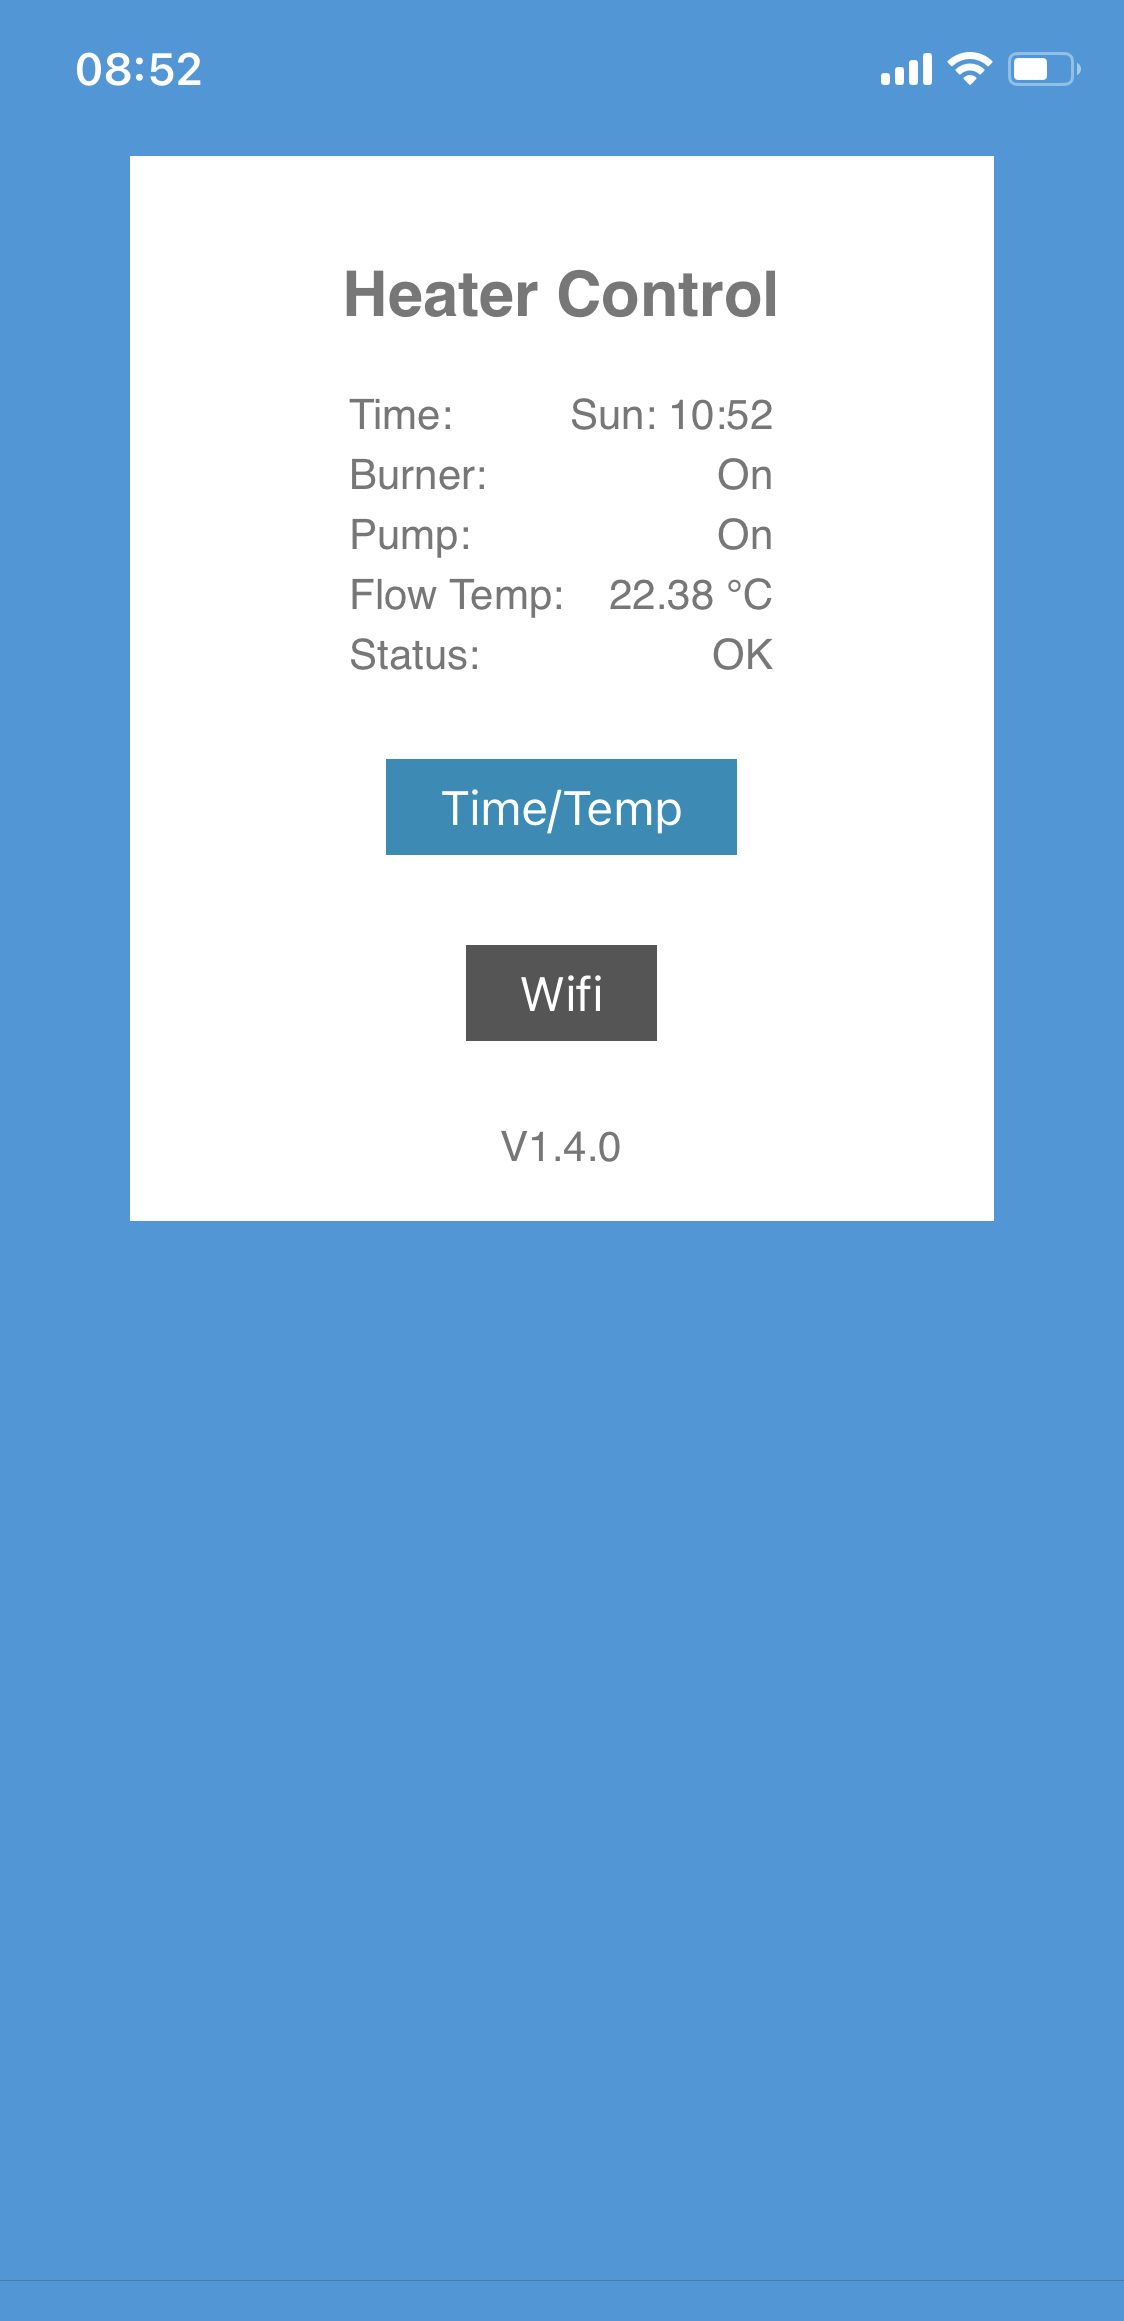 08:52
Heater Control
Time: Sun: 10:52
Burner: On
Pump: On
Flow Temp: 22.38 °C
Status: OK
Time/Temp
Wifi
V1.4.0